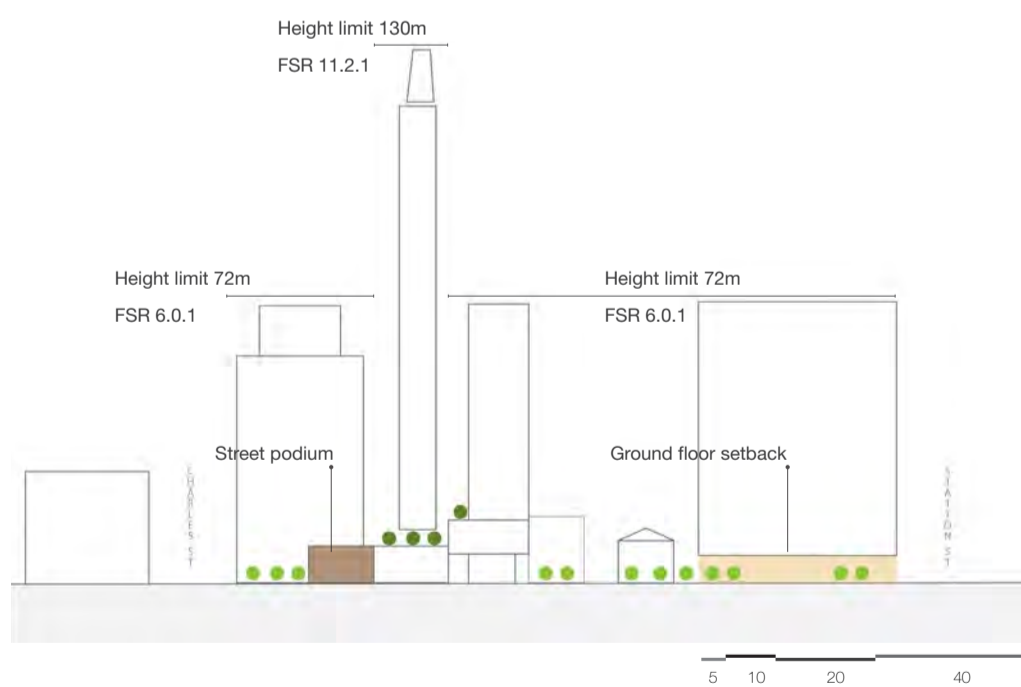 Height limit 130m
FSR 11.2.1
Height limit 72m
FSR 6.0.1
Height limit 72m
FSR 6.0.1
Street podium
Ground floor setback
CHARLES ST
STATION ST
5 10 20 40